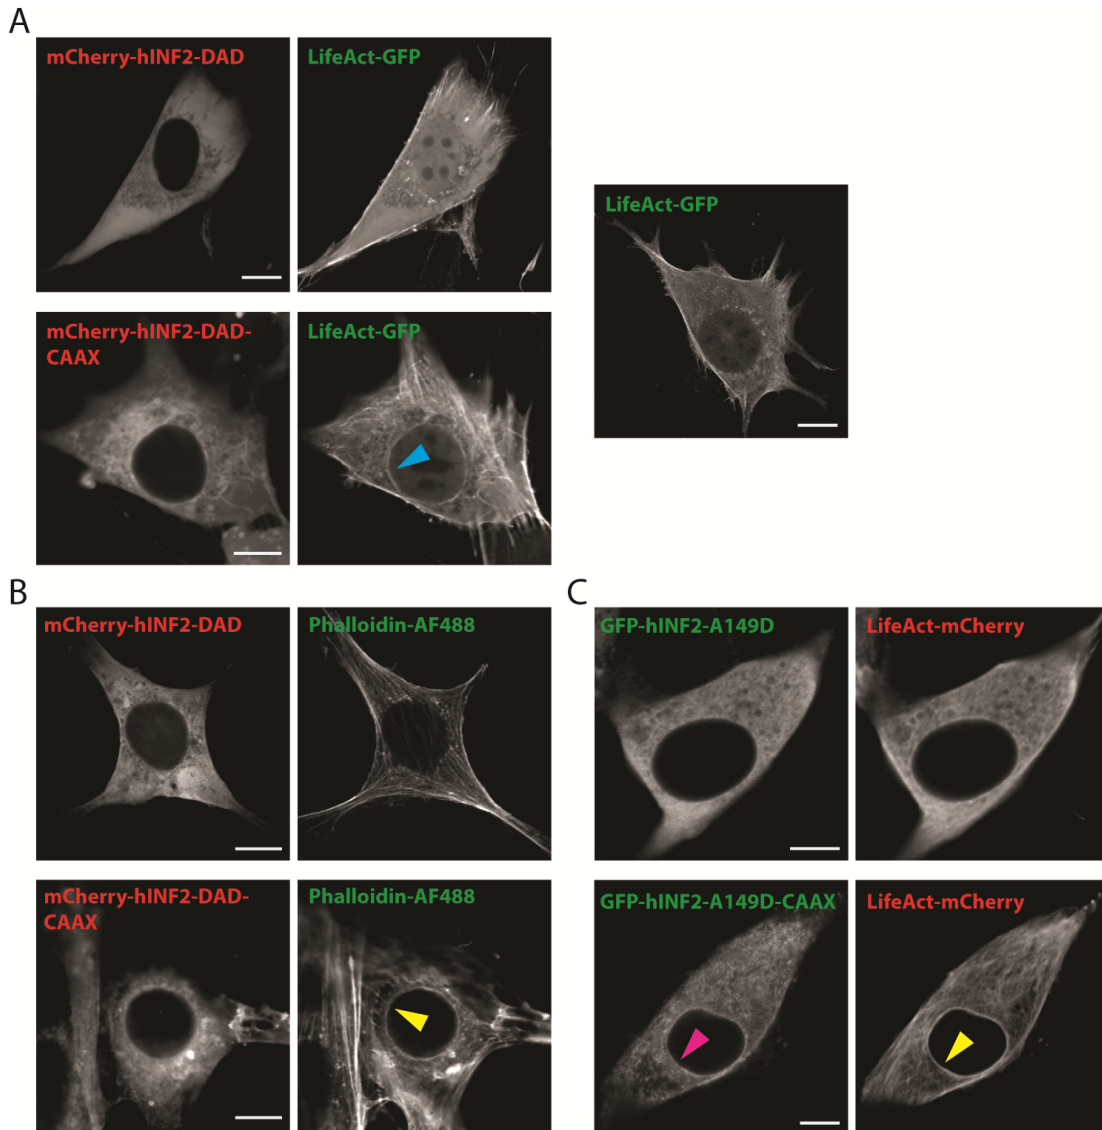 A
mCherry-hINF2-DAD
LifeAct-GFP
LifeAct-GFP
mCherry-hINF2-DAD-
CAAX
LifeAct-GFP
B
mCherry-hINF2-DAD
Phalloidin-AF488
C
GFP-hINF2-A149D
LifeAct-mCherry
mCherry-hINF2-DAD-
CAAX
Phalloidin-AF488
GFP-hINF2-A149D-CAAX
LifeAct-mCherry